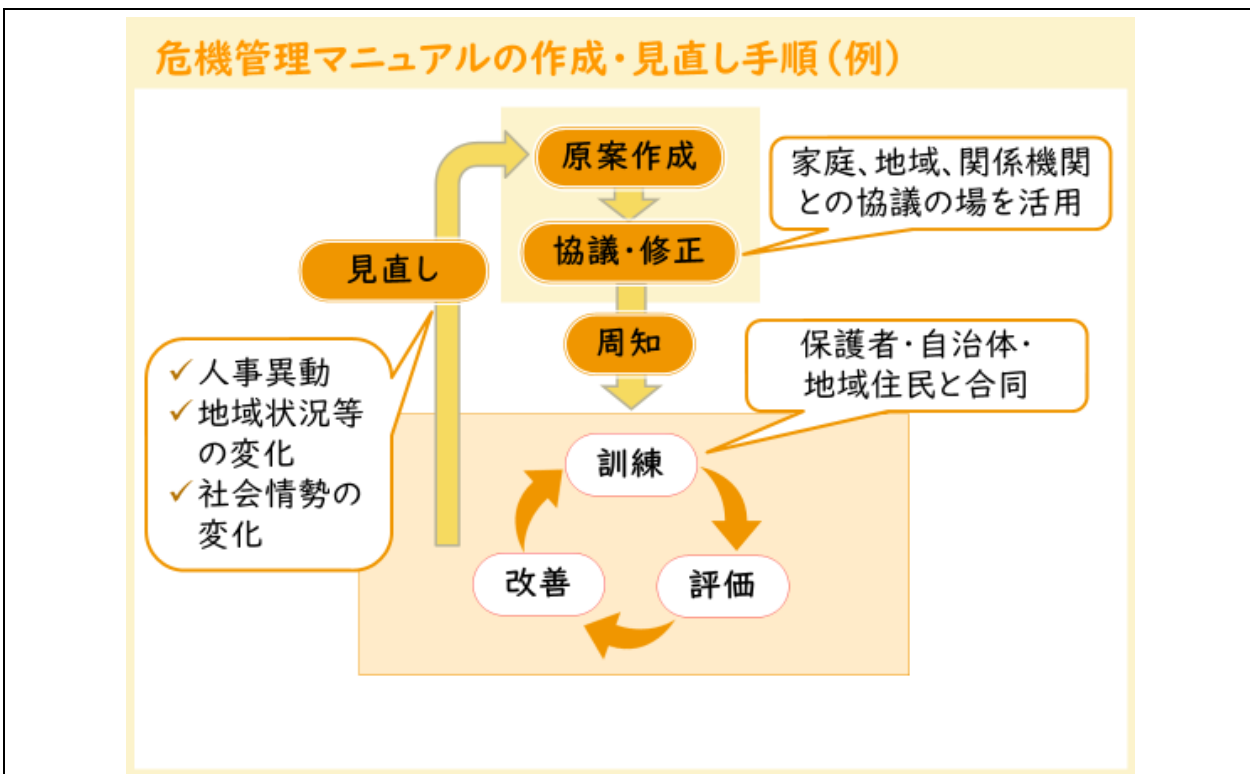 危機管理マニュアルの作成・見直し手順（例）
原案作成
家庭、地域、関係機関
との協議の場を活用
協議・修正
見直し
周知
保護者・自治体・
地域住民と合同
✓人事異動
✓地域状況等
の変化
✓社会情勢の
変化
訓練
改善
評価